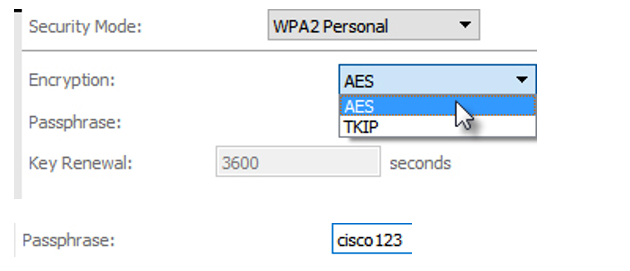 Security Mode: WPA2 Personal
Encryption: AES
AES
Passphrase: TKIP
Key Renewal: 3600 seconds
Passphrase: cisco123